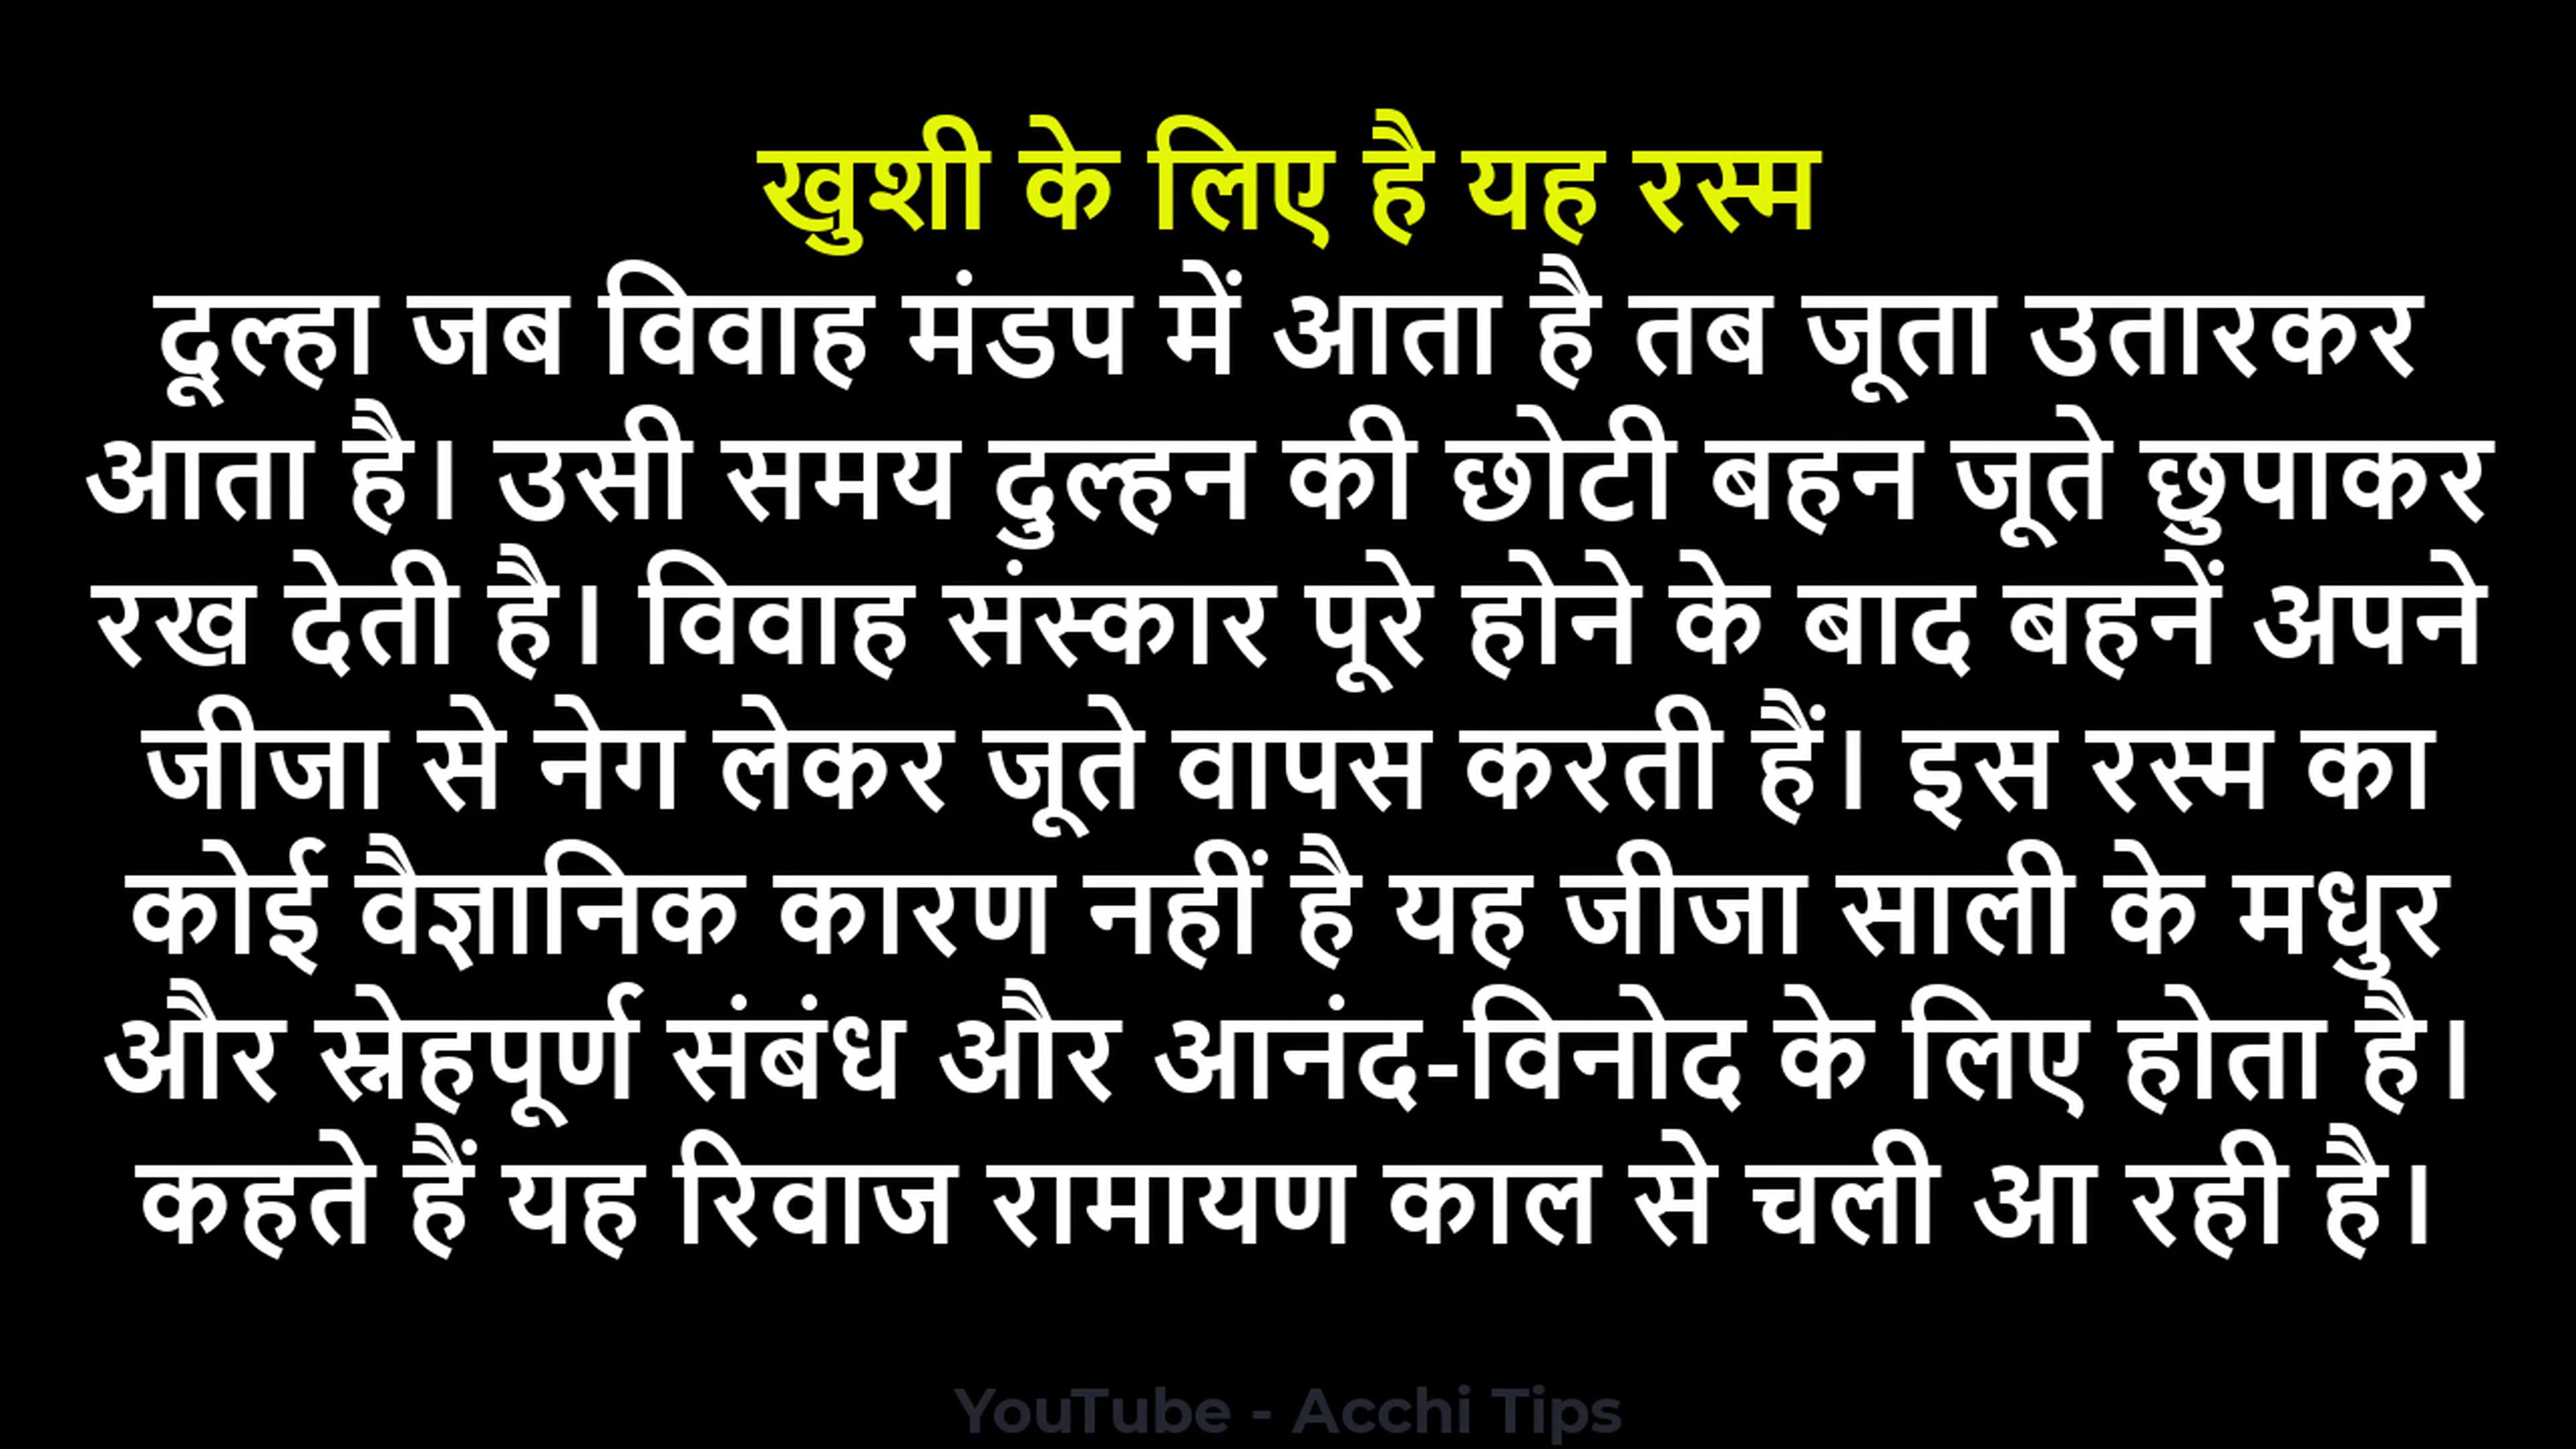 खुशी के लिए है यह रस्म
दूल्हा जब विवाह मंडप में आता है तब जूता उतारकर
आता है। उसी समय दुल्हन की छोटी बहन जूते छुपाकर
रख देती है। विवाह संस्कार पूरे होने के बाद बहनें अपने
जीजा से नेग लेकर जूते वापस करती हैं। इस रस्म का
कोई वैज्ञानिक कारण नहीं है यह जीजा साली के मधुर
और स्नेहपूर्ण संबंध और आनंद-विनोद के लिए होता है।
कहते हैं यह रिवाज रामायण काल से चली आ रही है।
YouTube - Acchi Tips